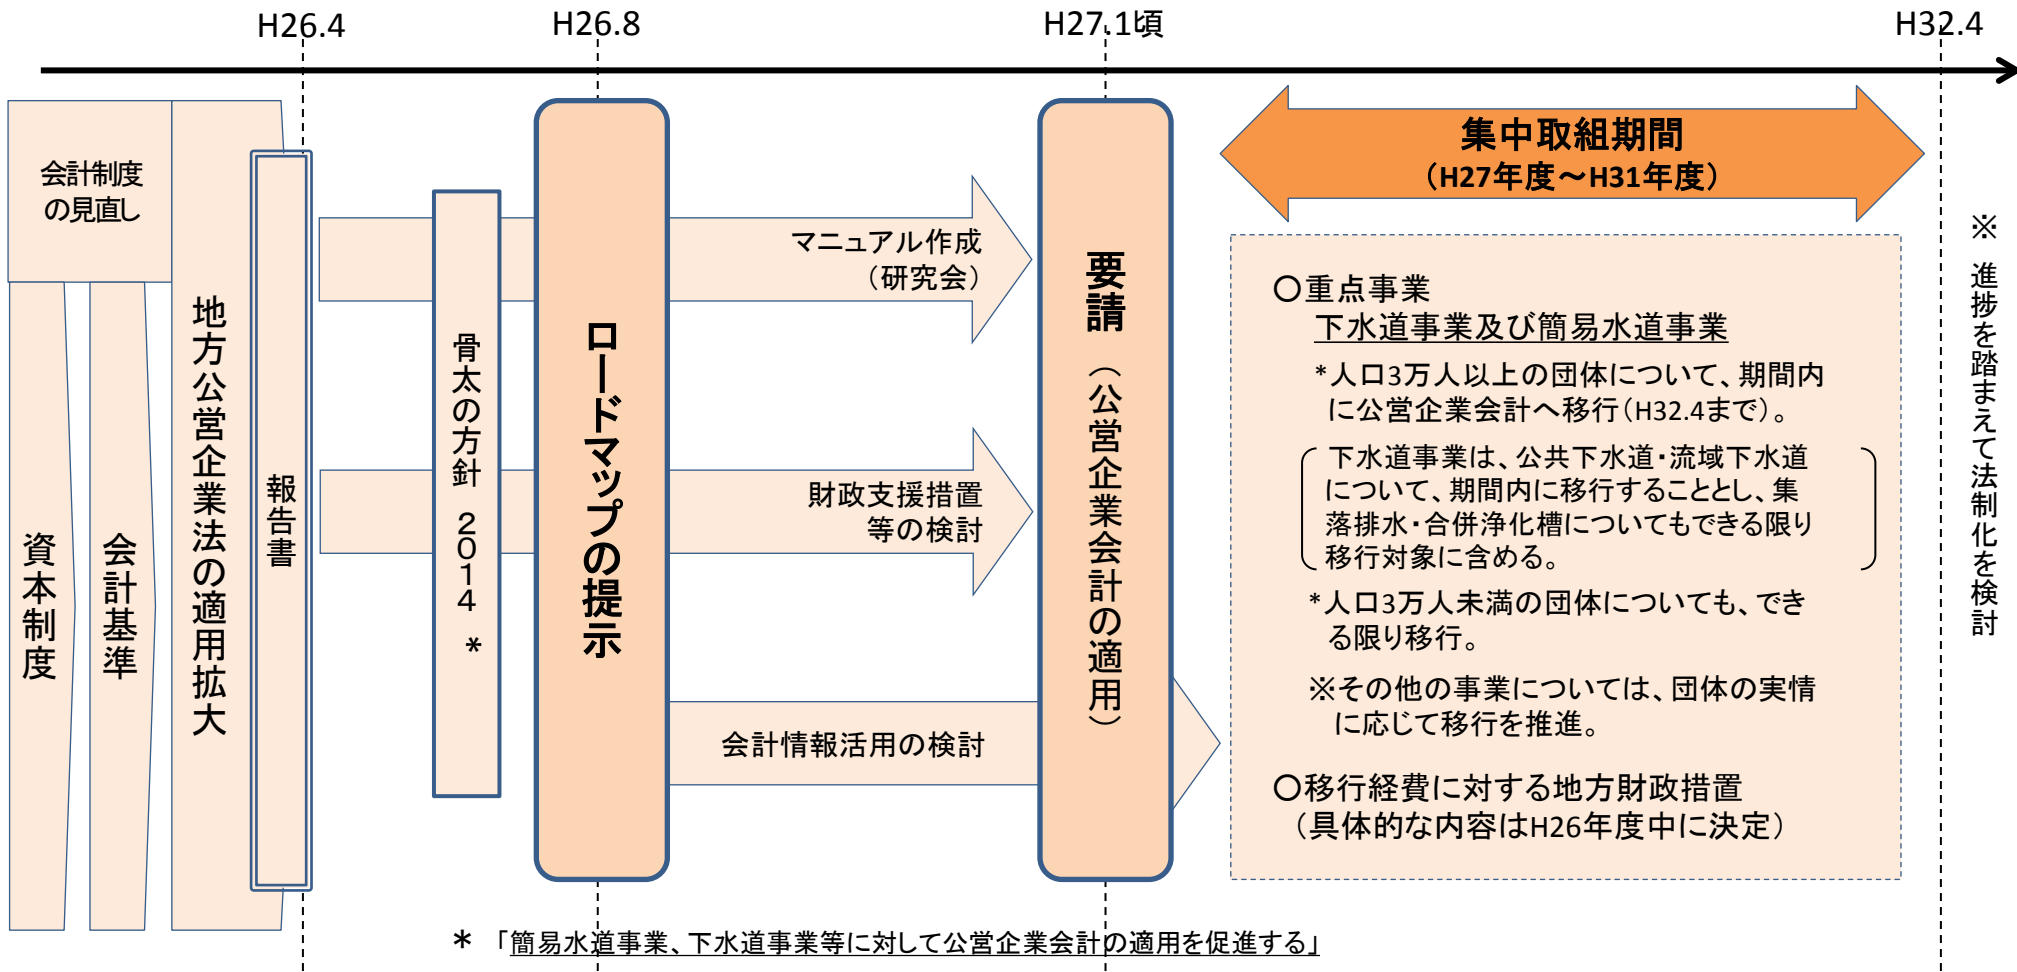 H26.4
H26.8
H27.1頃
H32.4
会計制度
の見直し
資本制度
会計基準
地方公営企業法の適用拡大
報告書
骨太の方針 2014 *
ロードマップの提示
マニュアル作成
（研究会）
財政支援措置
等の検討
会計情報活用の検討
要請（公営企業会計の適用）
集中取組期間
（H27年度～H31年度）
○重点事業
下水道事業及び簡易水道事業
*人口3万人以上の団体について、期間内
に公営企業会計へ移行（H32.4まで）。
下水道事業は、公共下水道・流域下水道
について、期間内に移行することとし、集
落排水・合併浄化槽についてもできる限り
移行対象に含める。
*人口3万人未満の団体についても、でき
る限り移行。
※その他の事業については、団体の実情
に応じて移行を推進。
○移行経費に対する地方財政措置
（具体的な内容はH26年度中に決定）
※ 進捗を踏まえて法制化を検討
* 「簡易水道事業、下水道事業等に対して公営企業会計の適用を促進する」